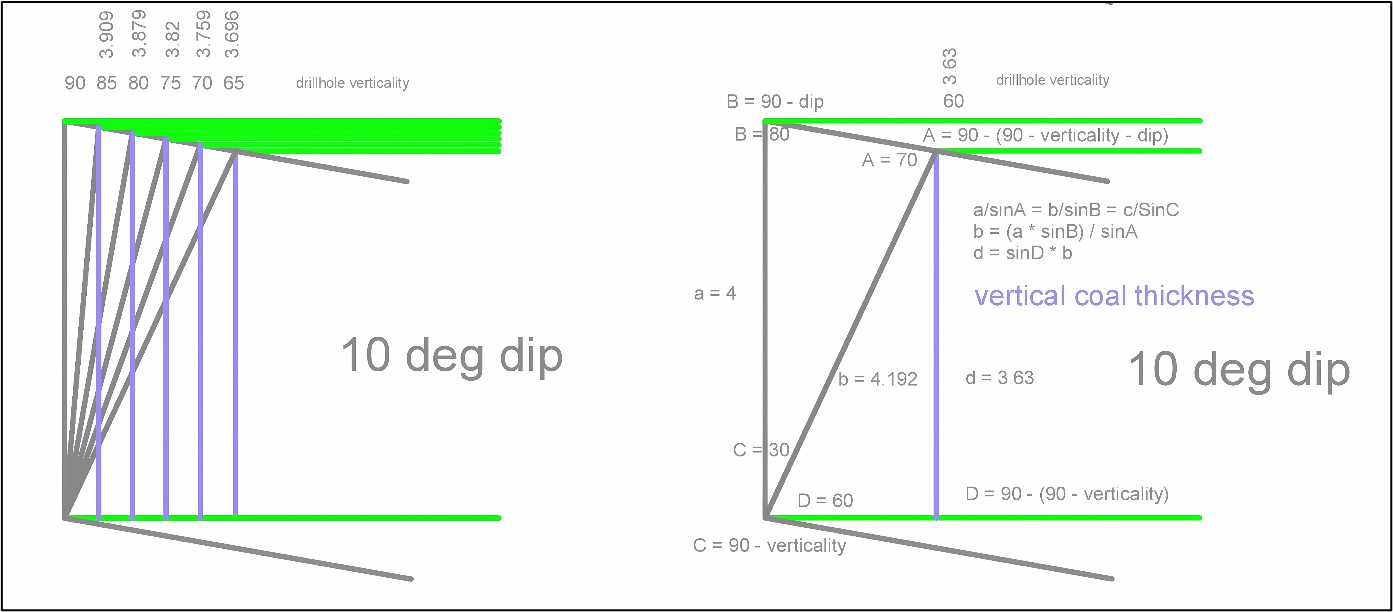 3.909
3.879
3.82
3.759
3.696
90 85 80 75 70 65 drillhole verticality
10 deg dip
3 63
drillhole verticality
60
B = 90 - dip
B = 80
A = 90 - (90 - verticality - dip)
A = 70
a/sinA = b/sinB = c/SinC
b = (a * sinB) / sinA
d = sinD * b
a = 4
vertical coal thickness
10 deg dip
b = 4.192
d = 3 63
C = 30
D = 60
D = 90 - (90 - verticality)
C = 90 - verticality